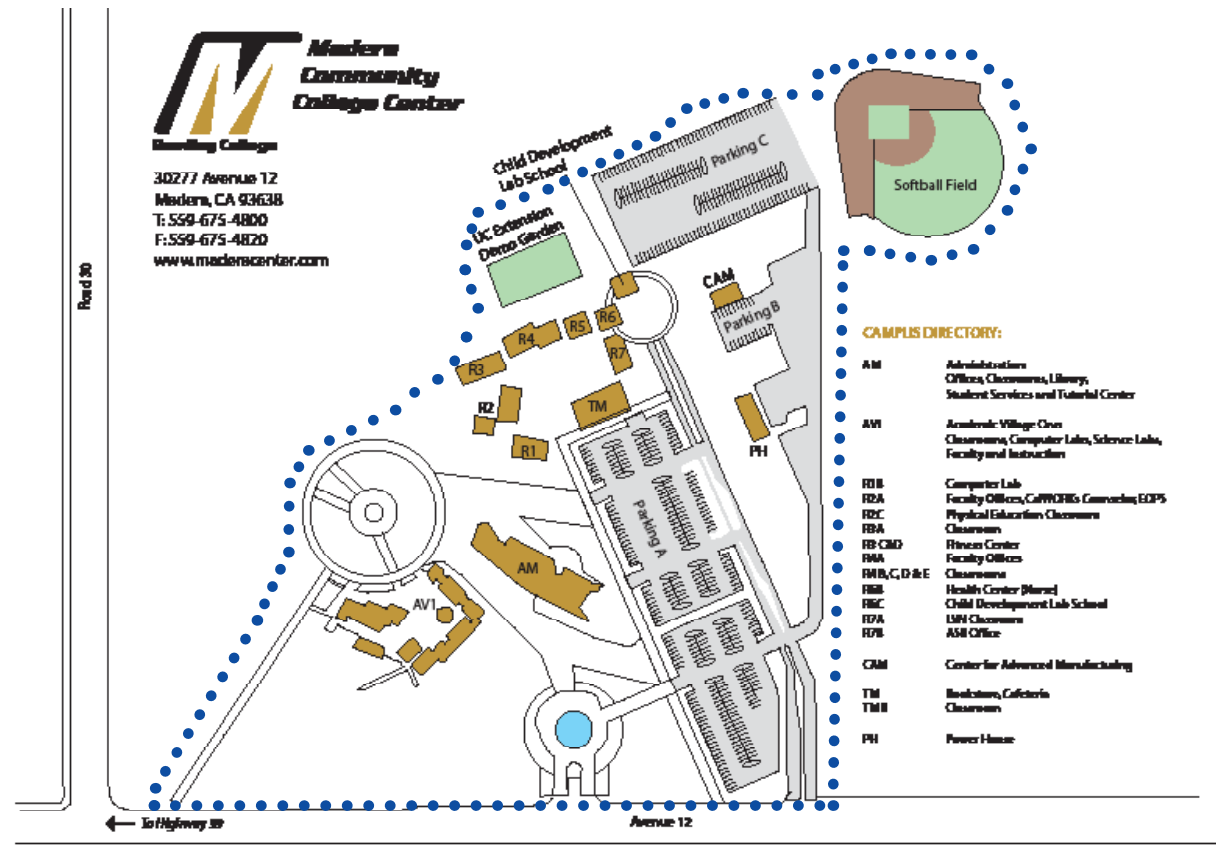 Madera
Community
College Center
Reedley College
30277 Avenue 12
Madera, CA 93638
T: 559-675-4800
F: 559-675-4820
www.maderacenter.com
Road 30
Child Development
Lab School
UC Extension
Demo Garden
Parking C
Softball Field
CAM
Parking B
R6
R5
R4
R7
R3
R2
TM
R1
PH
Parking A
AM
AV1
To Highway 99
Avenue 12
CAMPUS DIRECTORY:
AM Administration
Offices, Classrooms, Library,
Student Services and Tutorial Center
AV1 Academic Village One
Classrooms, Computer Labs, Science Labs,
Faculty and Instruction
R1B Computer Lab
R2A Faculty Offices, CalWORKs Counselor, EOPS
R2C Physical Education Classroom
R3A Classroom
R3 C&D Fitness Center
R4A Faculty Offices
R4 B, C, D & E Classrooms
R6B Health Center (Nurse)
R6C Child Development Lab School
R7A LVN Classroom
R7B ASB Office
CAM Center for Advanced Manufacturing
TM Bookstore, Cafeteria
Classroom
PH Power House